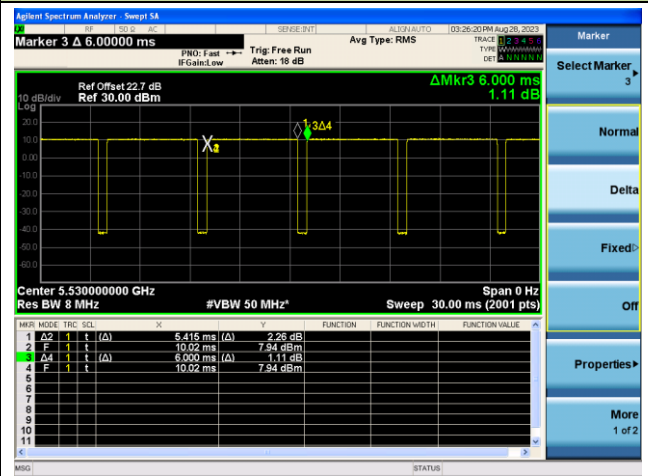 Agilent Spectrum Analyzer - Swept SA
RF 50 Ω AC SENSE:INT ALIGN AUTO 03:26:20 PM Aug 28, 2023
Marker 3 Δ 6.00000 ms
PNO: Fast
IFGain:Low
Trig: Free Run
Atten: 18 dB
Avg Type: RMS
TRACE 1 2 3 4 5 6
TYPE
DET A N N N N N
Marker
Select Marker
3
Normal
Delta
Fixed
Off
Properties
More
1 of 2
Ref Offset 22.7 dB
10 dB/div Ref 30.00 dBm
Log
ΔMkr3 6.000 ms
1.11 dB
20.0
10.0
0.00
-10.0
-20.0
-30.0
-40.0
-50.0
-60.0
3Δ4
Center 5.530000000 GHz Span 0 Hz
Res BW 8 MHz #VBW 50 MHz* Sweep 30.00 ms (2001 pts)
MKR MODE TRC SCL X Y FUNCTION FUNCTION WIDTH FUNCTION VALUE
1 Δ2 1 t (Δ) 5.415 ms (Δ) 2.26 dB
2 F 1 t 10.02 ms 7.94 dBm
3 Δ4 1 t (Δ) 6.000 ms (Δ) 1.11 dB
4 F 1 t 10.02 ms 7.94 dBm
5
6
7
8
9
10
11
MSG STATUS